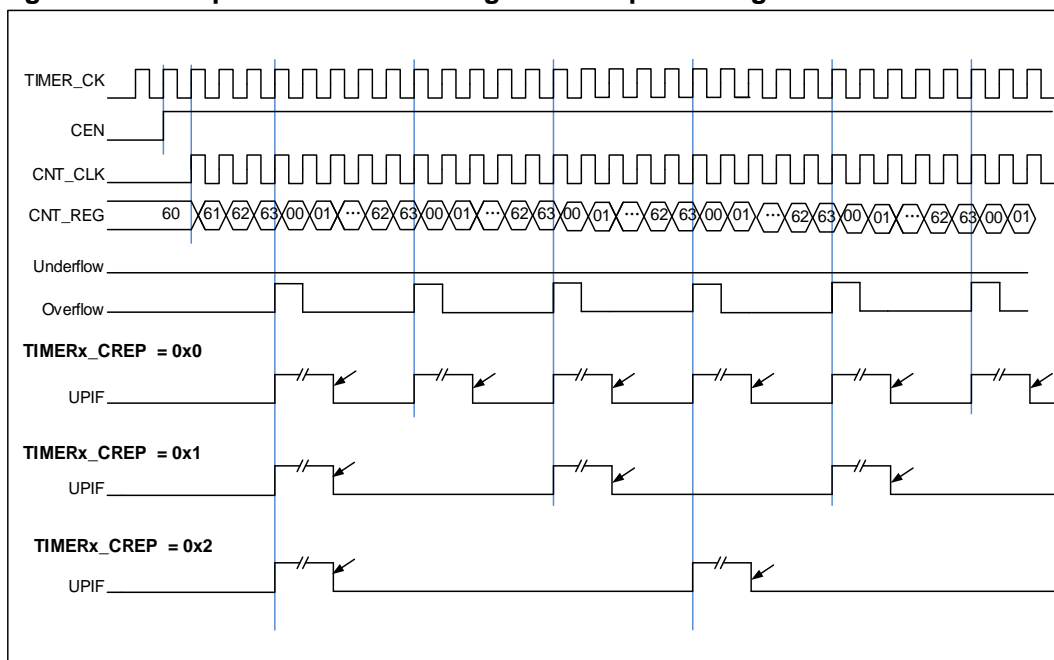 TIMER_CK
CEN
CNT_CLK
CNT_REG 60 61 62 63 00 01 ... 62 63 00 01 ... 62 63 00 01 ... 62 63 00 01 ... 62 63 00 01 ... 62 63 00 01
Underflow
Overflow
TIMERx_CREP = 0x0
UPIF
TIMERx_CREP = 0x1
UPIF
TIMERx_CREP = 0x2
UPIF